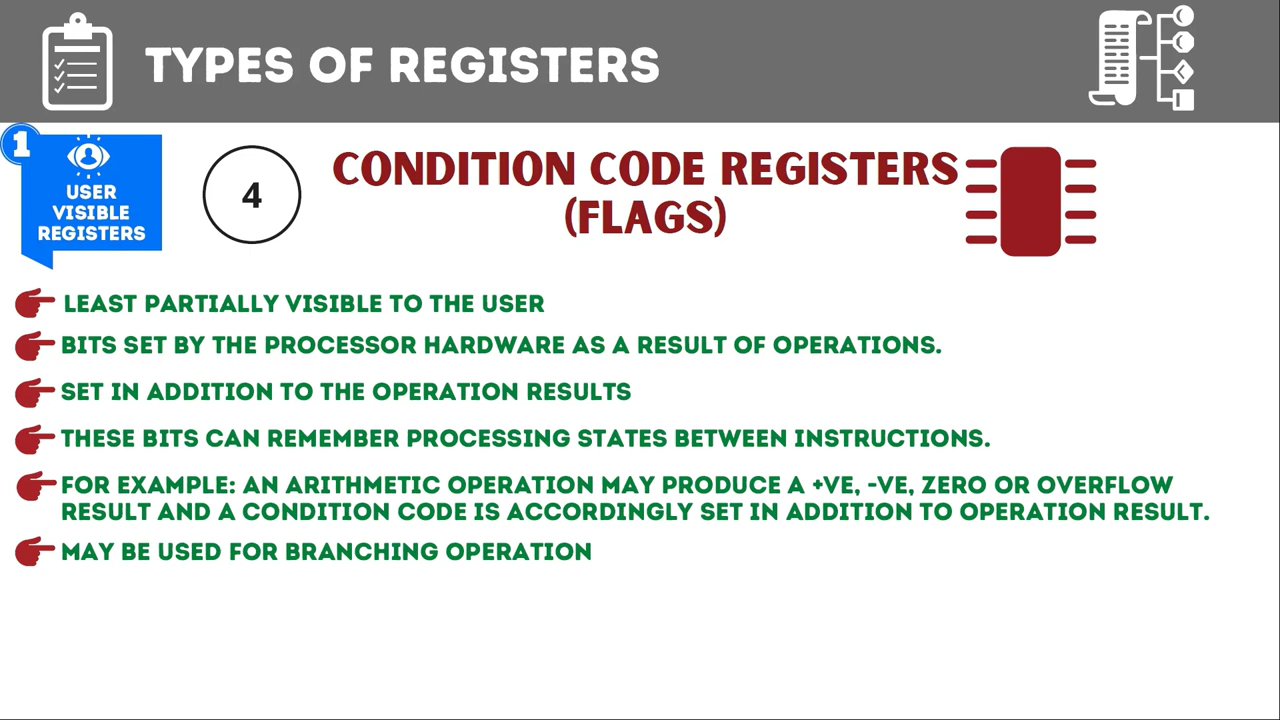 TYPES OF REGISTERS
1
USER
VISIBLE
REGISTERS
4
CONDITION CODE REGISTERS
(FLAGS)
LEAST PARTIALLY VISIBLE TO THE USER
BITS SET BY THE PROCESSOR HARDWARE AS A RESULT OF OPERATIONS.
SET IN ADDITION TO THE OPERATION RESULTS
THESE BITS CAN REMEMBER PROCESSING STATES BETWEEN INSTRUCTIONS.
FOR EXAMPLE: AN ARITHMETIC OPERATION MAY PRODUCE A +VE, -VE, ZERO OR OVERFLOW
RESULT AND A CONDITION CODE IS ACCORDINGLY SET IN ADDITION TO OPERATION RESULT.
MAY BE USED FOR BRANCHING OPERATION